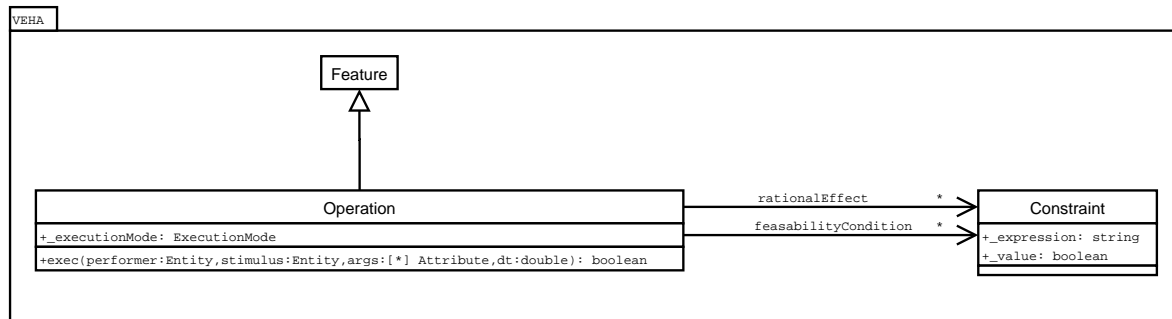 VEHA
Feature
Operation
+_executionMode: ExecutionMode
+exec(performer:Entity,stimulus:Entity,args:[*] Attribute,dt:double): boolean
rationalEffect *
feasabilityCondition *
Constraint
+_expression: string
+_value: boolean